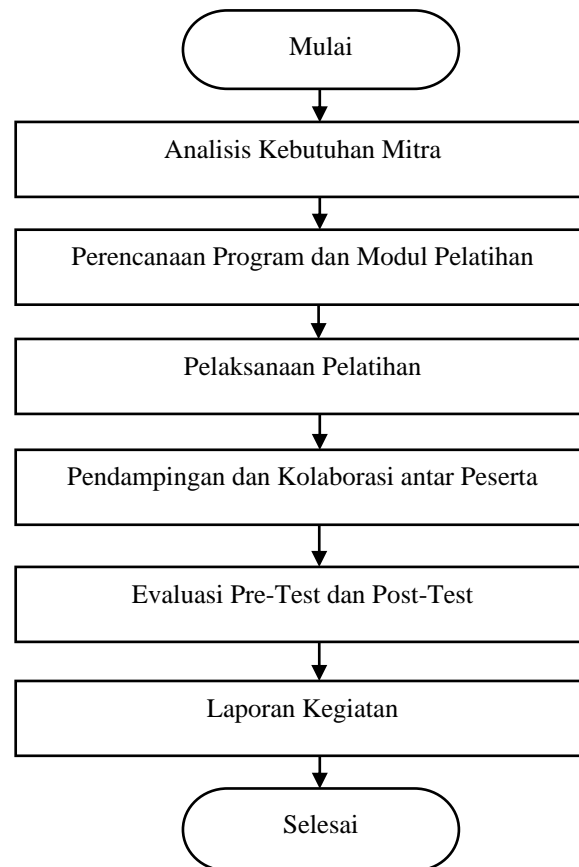 Mulai
Analisis Kebutuhan Mitra
Perencanaan Program dan Modul Pelatihan
Pelaksanaan Pelatihan
Pendampingan dan Kolaborasi antar Peserta
Evaluasi Pre-Test dan Post-Test
Laporan Kegiatan
Selesai